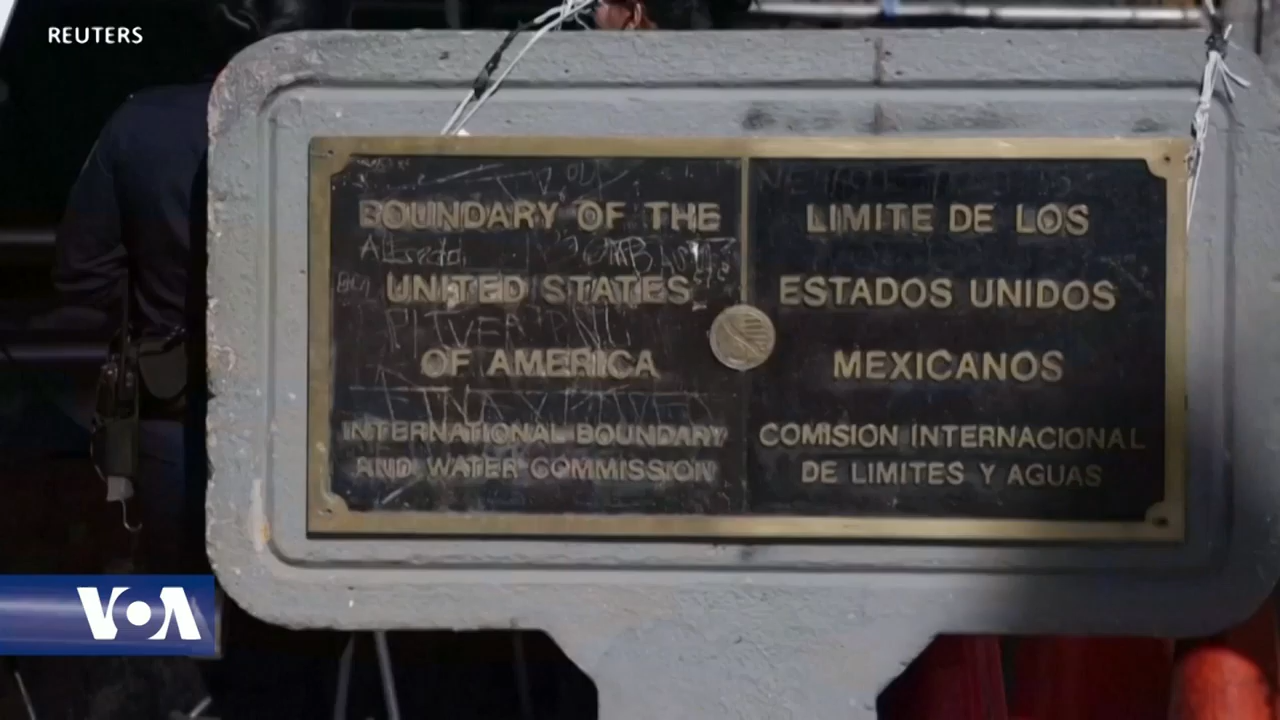 REUTERS
BOUNDARY OF THE
UNITED STATES
OF AMERICA
INTERNATIONAL BOUNDARY
AND WATER COMMISSION
LIMITE DE LOS
ESTADOS UNIDOS
MEXICANOS
COMISION INTERNACIONAL
DE LIMITES Y AGUAS
VOA